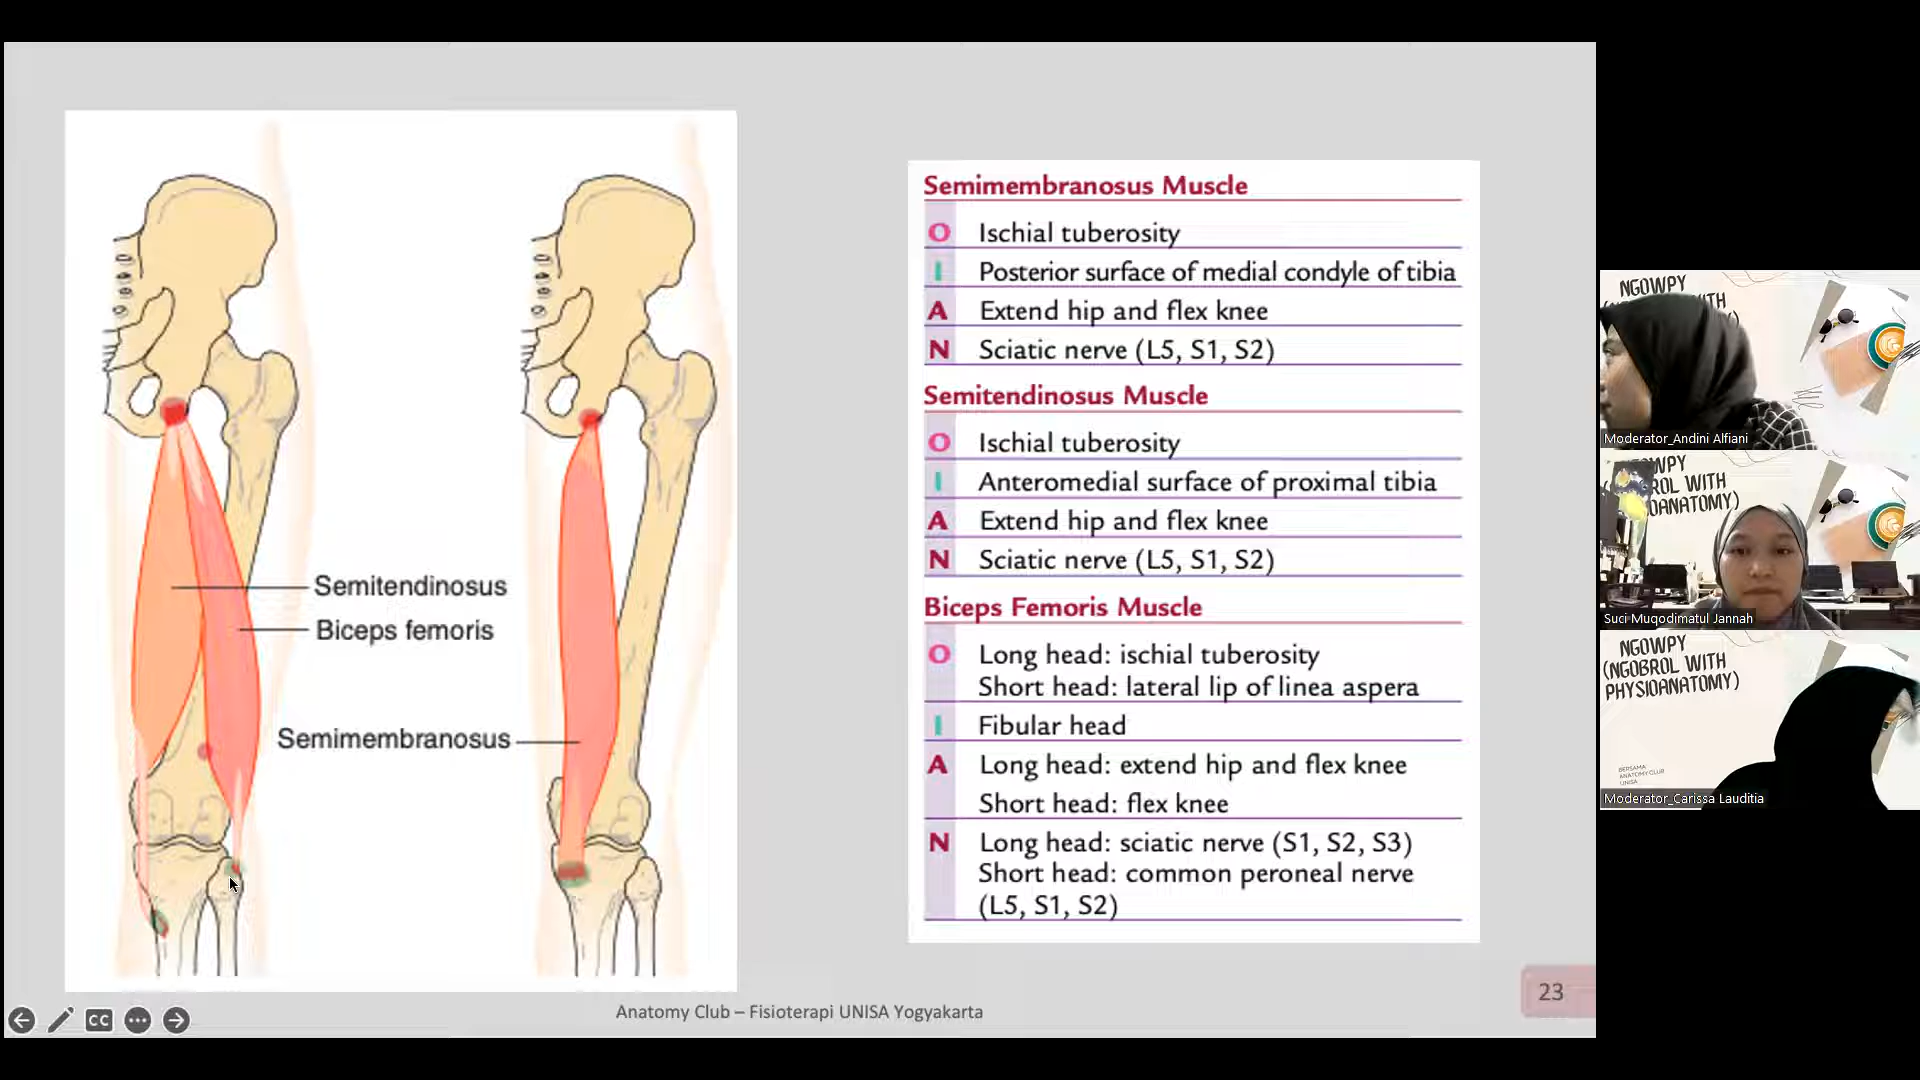 Semitendinosus
Biceps femoris
Semimembranosus
Semimembranosus Muscle
O Ischial tuberosity
I Posterior surface of medial condyle of tibia
A Extend hip and flex knee
N Sciatic nerve (L5, S1, S2)
Semitendinosus Muscle
O Ischial tuberosity
I Anteromedial surface of proximal tibia
A Extend hip and flex knee
N Sciatic nerve (L5, S1, S2)
Biceps Femoris Muscle
O Long head: ischial tuberosity
Short head: lateral lip of linea aspera
I Fibular head
A Long head: extend hip and flex knee
Short head: flex knee
N Long head: sciatic nerve (S1, S2, S3)
Short head: common peroneal nerve
(L5, S1, S2)
CC
Anatomy Club – Fisioterapi UNISA Yogyakarta
23
NGOWPY
Moderator_Andini Alfiani
Suci Muqodimatul Jannah
NGOWPY
(NGOBROL WITH
PHYSIOANATOMY)
BERSAMA
ANATOMY CLUB
UNISA
Moderator_Carissa Lauditia